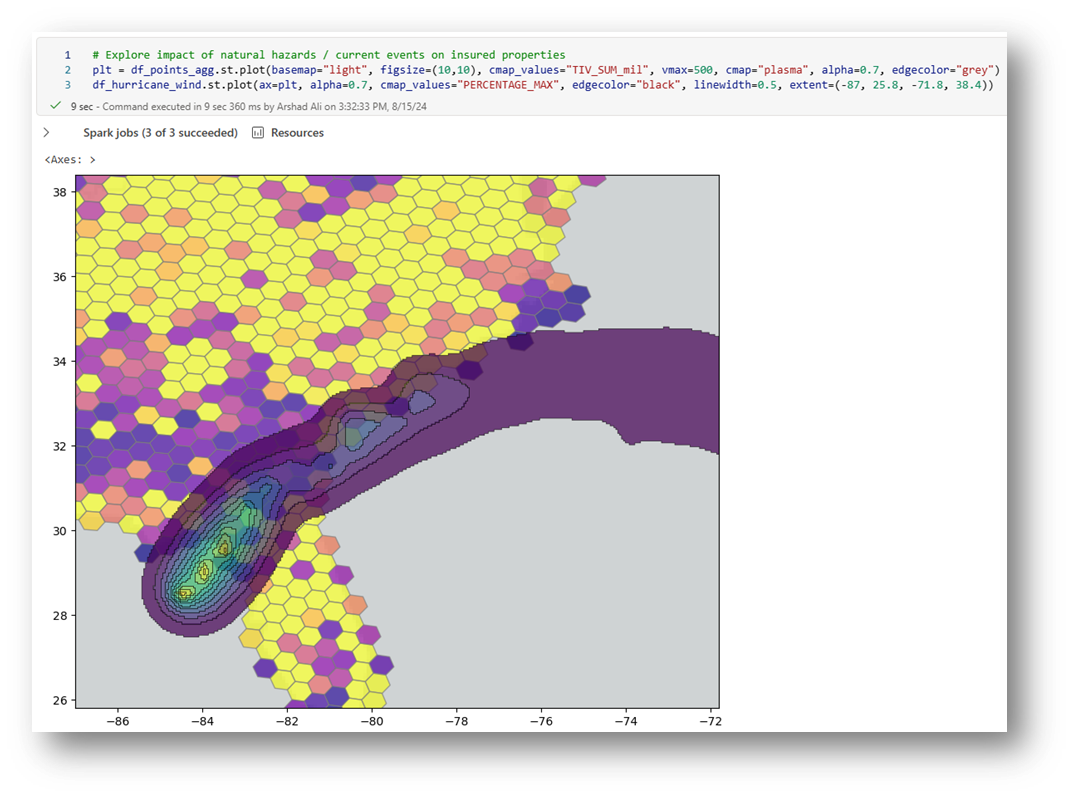 1 # Explore impact of natural hazards / current events on insured properties
2 plt = df_points_agg.st.plot(basemap="light", figsize=(10,10), cmap_values="TIV_SUM_mil", vmax=500, cmap="plasma", alpha=0.7, edgecolor="grey")
3 df_hurricane_wind.st.plot(ax=plt, alpha=0.7, cmap_values="PERCENTAGE_MAX", edgecolor="black", linewidth=0.5, extent=(-87, 25.8, -71.8, 38.4))
9 sec - Command executed in 9 sec 360 ms by Arshad Ali on 3:32:33 PM, 8/15/24
Spark jobs (3 of 3 succeeded) Resources
<Axes: >
38
36
34
32
30
28
26
−86 −84 −82 −80 −78 −76 −74 −72